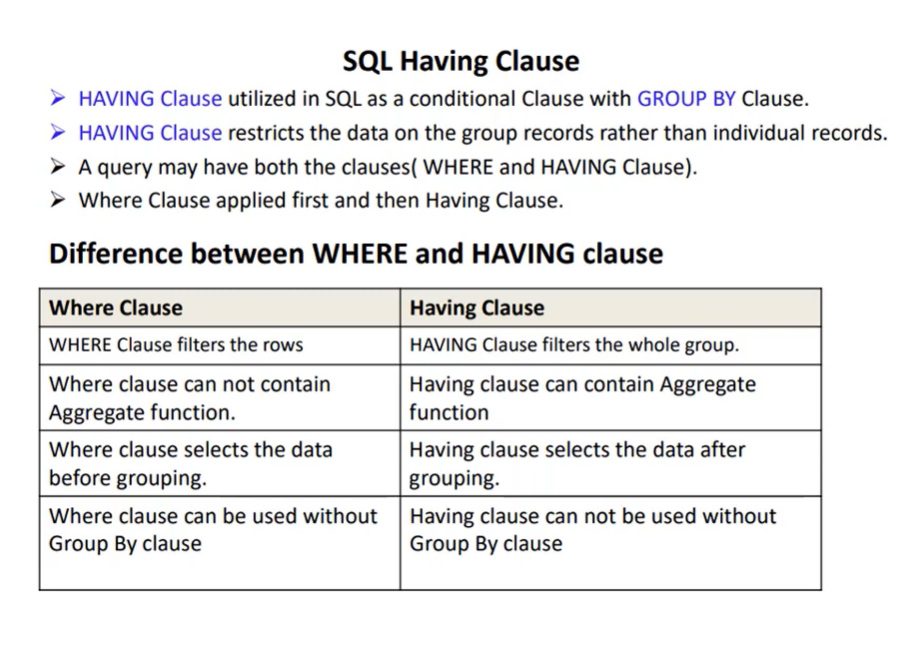 SQL Having Clause
➢ HAVING Clause utilized in SQL as a conditional Clause with GROUP BY Clause.
➢ HAVING Clause restricts the data on the group records rather than individual records.
➢ A query may have both the clauses( WHERE and HAVING Clause).
➢ Where Clause applied first and then Having Clause.
Difference between WHERE and HAVING clause
Where Clause
Having Clause
WHERE Clause filters the rows
HAVING Clause filters the whole group.
Where clause can not contain
Aggregate function.
Having clause can contain Aggregate
function
Where clause selects the data
before grouping.
Having clause selects the data after
grouping.
Where clause can be used without
Group By clause
Having clause can not be used without
Group By clause